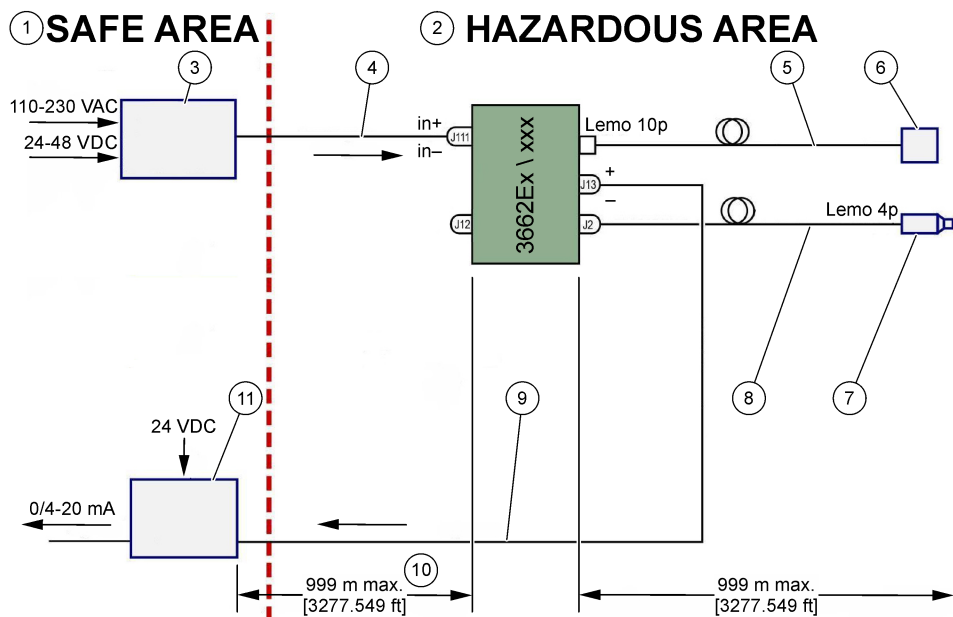 1 SAFE AREA
2 HAZARDOUS AREA
3
4
5
6
110-230 VAC
24-48 VDC
in+
in–
J111
J12
3662Ex \ xxx
Lemo 10p
J13
+
–
J2
Lemo 4p
11
9
8
7
24 VDC
0/4-20 mA
10
999 m max.
[3277.549 ft]
999 m max.
[3277.549 ft]